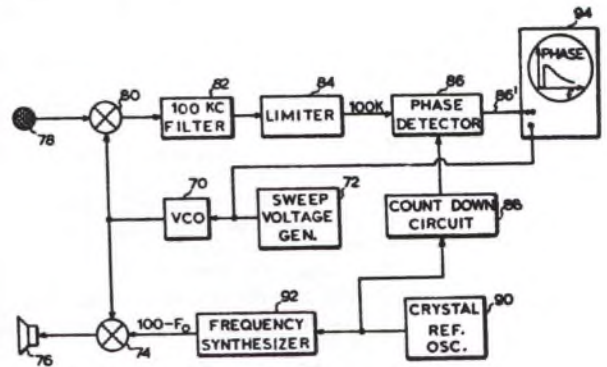 94
PHASE
F
80
82
100 KC
FILTER
84
LIMITER
100K
86
PHASE
DETECTOR
86'
78
70
VCO
72
SWEEP
VOLTAGE
GEN.
COUNT DOWN
CIRCUIT
88
92
FREQUENCY
SYNTHESIZER
90
CRYSTAL
REF.
OSC.
100-F₀
74
76